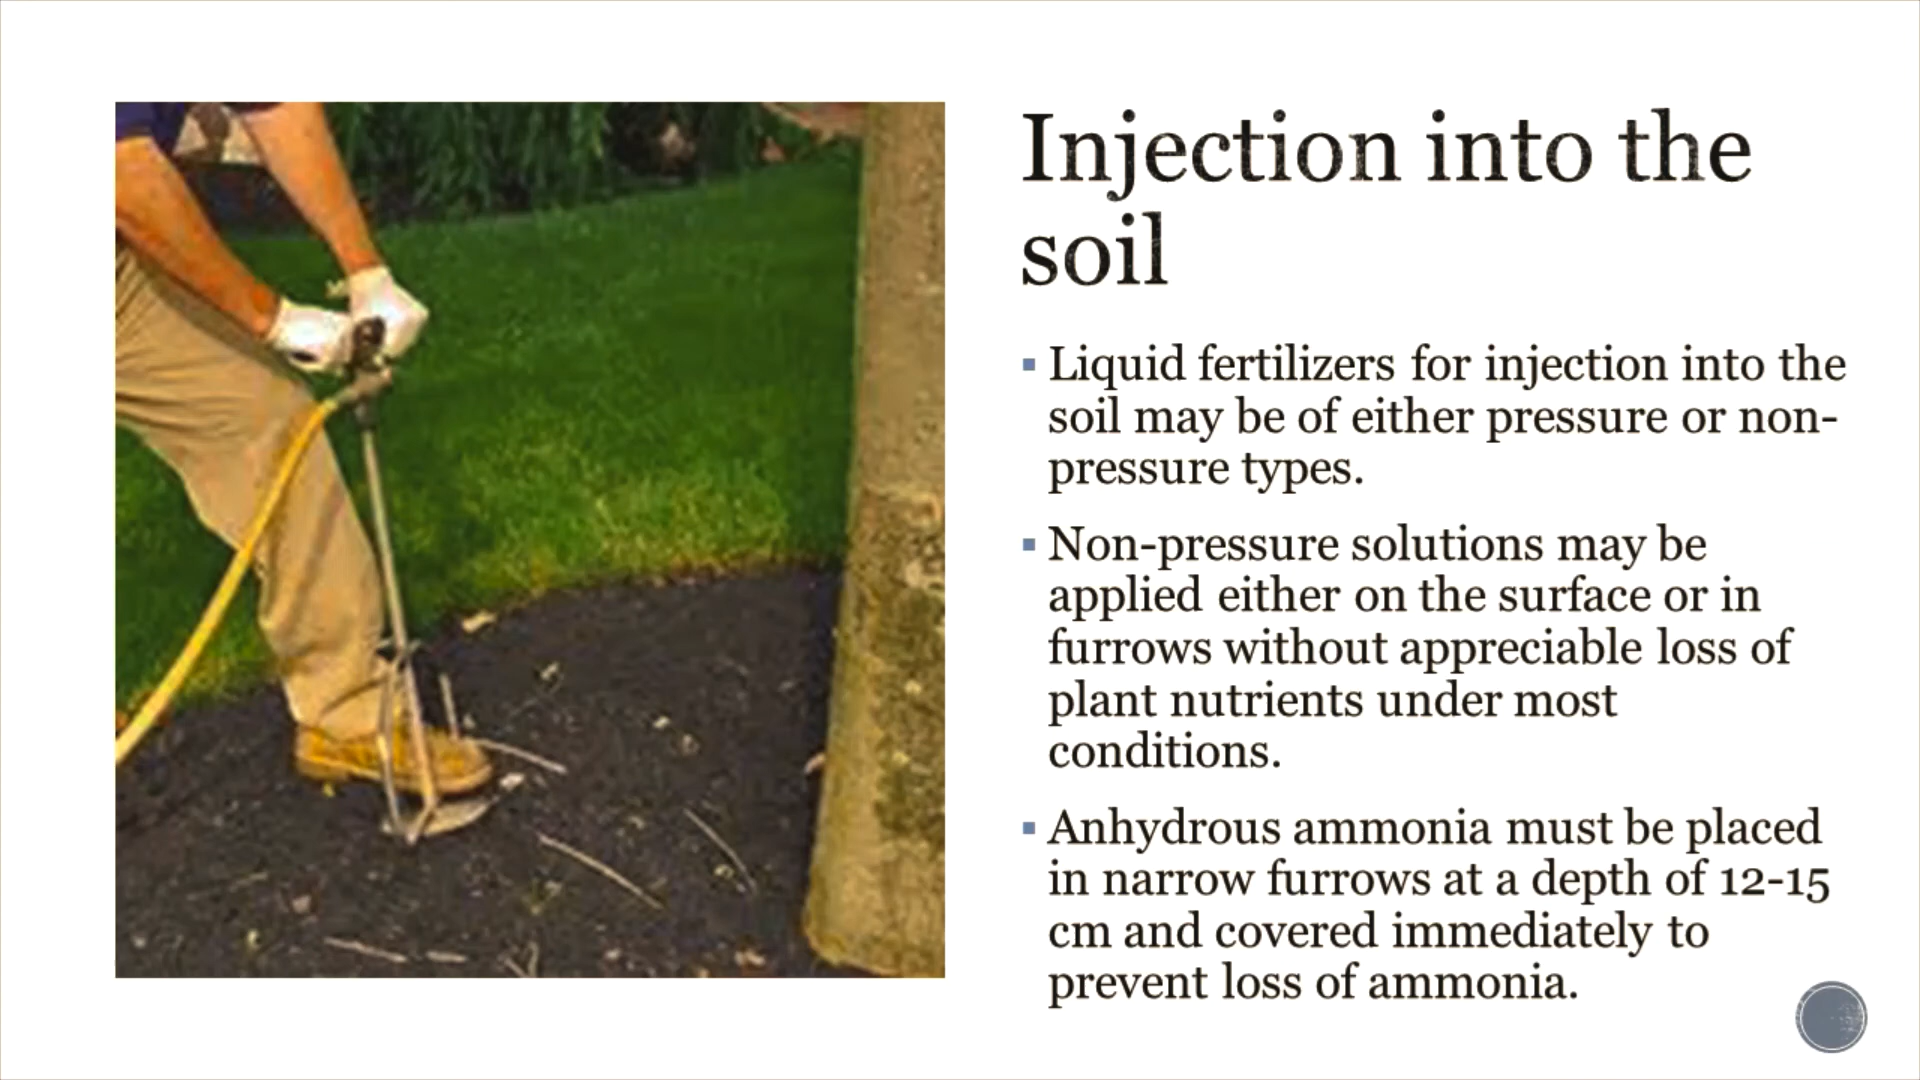 Injection into the
soil
▪ Liquid fertilizers for injection into the
soil may be of either pressure or non-
pressure types.
▪ Non-pressure solutions may be
applied either on the surface or in
furrows without appreciable loss of
plant nutrients under most
conditions.
▪ Anhydrous ammonia must be placed
in narrow furrows at a depth of 12-15
cm and covered immediately to
prevent loss of ammonia.